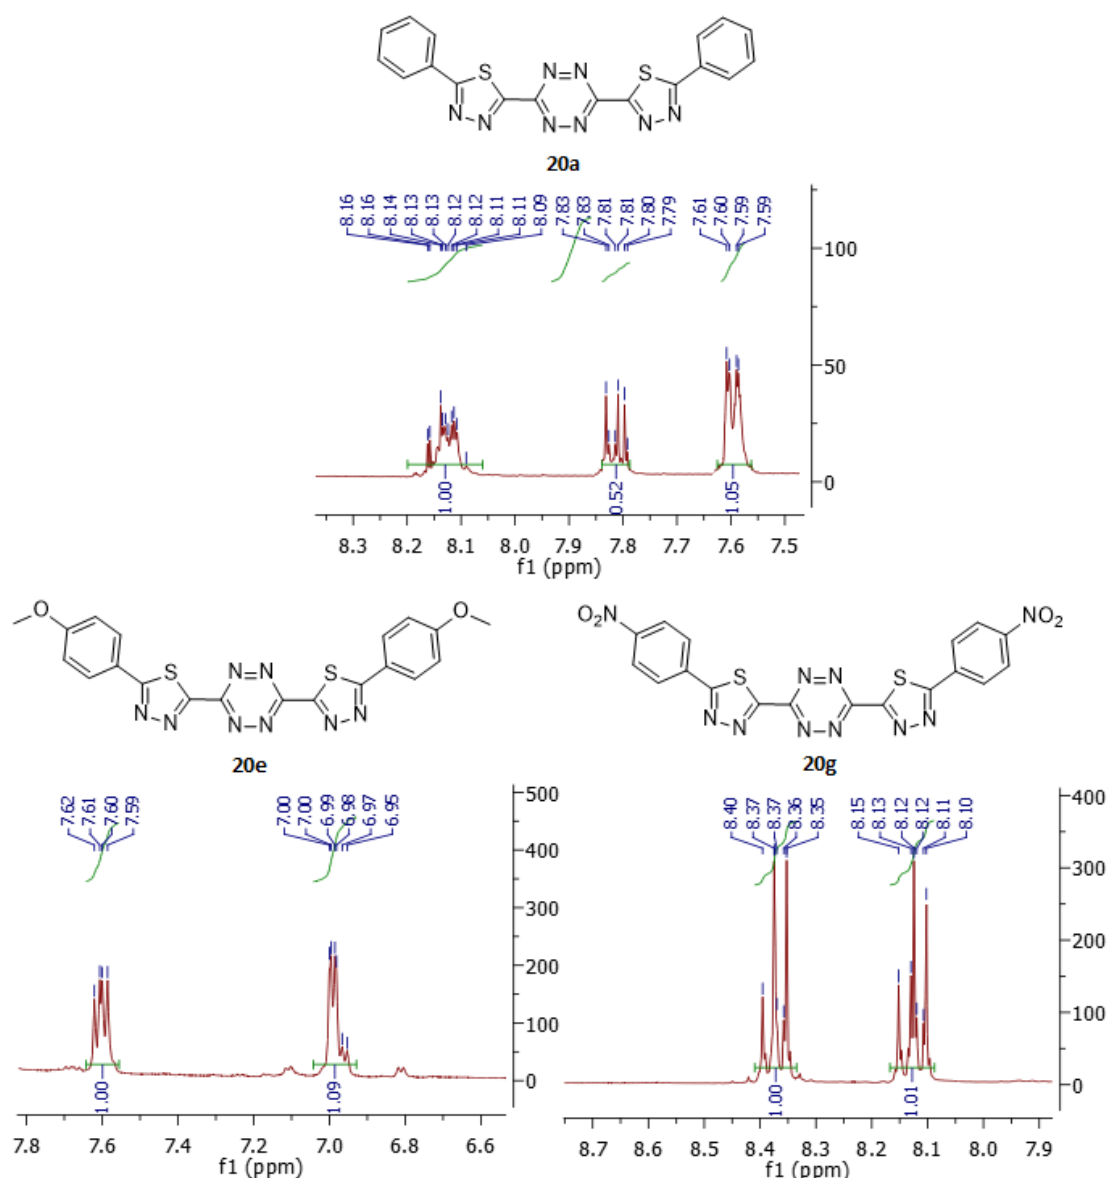 S
N=N
S
N-N
N-N
N-N
20a
8.16
8.16
8.14
8.13
8.13
8.12
8.12
8.11
8.11
8.09
7.83
7.83
7.81
7.81
7.80
7.79
7.61
7.60
7.59
7.59
100
50
0
1.00
0.52
1.05
8.3 8.2 8.1 8.0 7.9 7.8 7.7 7.6 7.5
f1 (ppm)
O
O
S
N=N
S
N-N
N-N
N-N
20e
7.62
7.61
7.60
7.59
7.00
7.00
6.99
6.98
6.97
6.95
500
400
300
200
100
0
1.00
1.09
7.8 7.6 7.4 7.2 7.0 6.8 6.6
f1 (ppm)
O₂N
NO₂
S
N=N
S
N-N
N-N
N-N
20g
8.40
8.37
8.37
8.36
8.35
8.15
8.13
8.12
8.12
8.11
8.10
400
300
200
100
0
1.00
1.01
8.7 8.6 8.5 8.4 8.3 8.2 8.1 8.0 7.9
f1 (ppm)